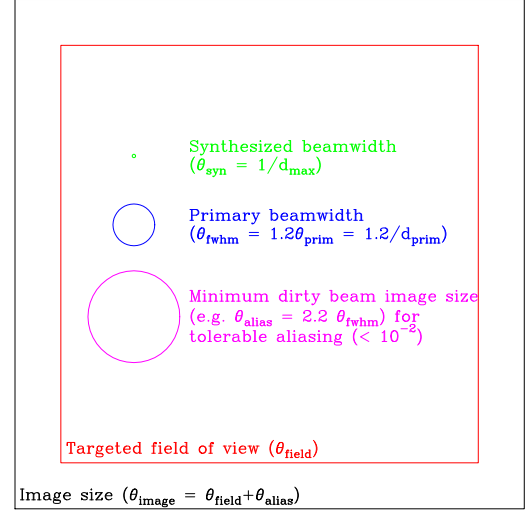 Synthesized beamwidth
(θsyn = 1/dmax)
Primary beamwidth
(θfwhm = 1.2θprim = 1.2/dprim)
Minimum dirty beam image size
(e.g. θalias = 2.2 θfwhm) for
tolerable aliasing (< 10^-2)
Targeted field of view (θfield)
Image size (θimage = θfield+θalias)